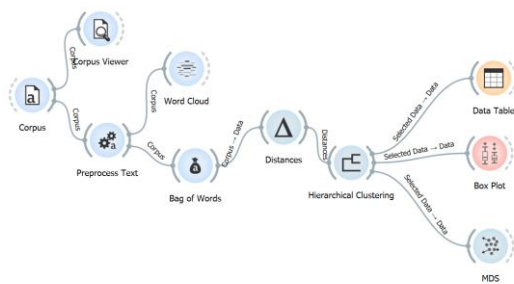 Corpus Viewer
Corpus
Corpus
Corpus
Corpus
Word Cloud
Preprocess Text
Corpus
Bag of Words
Corpus → Data
Distances
Distances
Hierarchical Clustering
Selected Data → Data
Data Table
Selected Data → Data
Box Plot
Selected Data → Data
MDS